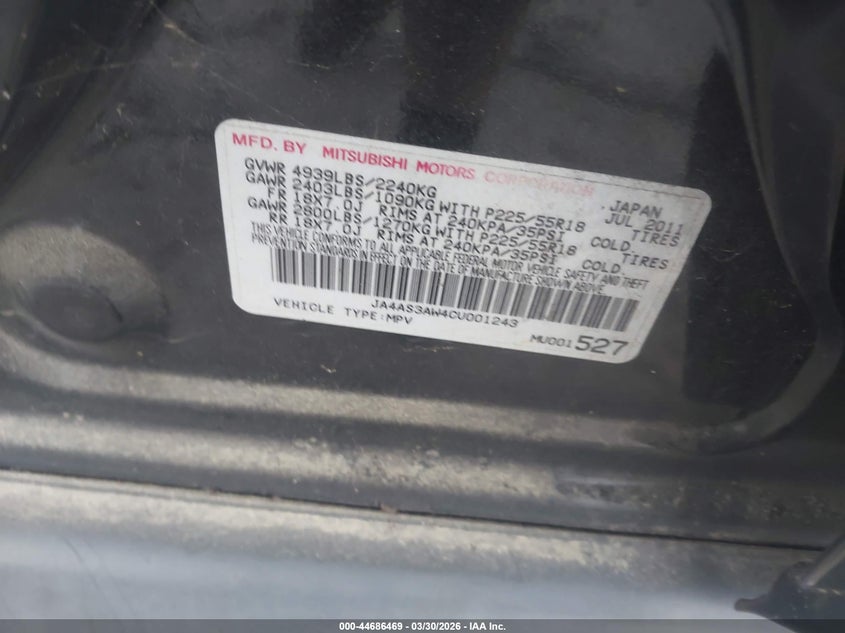 MFD. BY MITSUBISHI MOTORS CORPORATION
GVWR 4939LBS/2240KG JAPAN
GAWR 2403LBS/1090KG WITH P225/55R18 JUL 2011
FR 18X7.0J RIMS AT 240KPA/35PSI COLD TIRES
GAWR 2800LBS/1270KG WITH P225/55R18
RR 18X7.0J RIMS AT 240KPA/35PSI COLD TIRES
THIS VEHICLE CONFORMS TO ALL APPLICABLE FEDERAL MOTOR VEHICLE SAFETY AND THEFT
PREVENTION STANDARDS IN EFFECT ON THE DATE OF MANUFACTURE SHOWN ABOVE.
JA4AS3AW4CU001243
VEHICLE TYPE:MPV
MU001527
000-44686469 - 03/30/2026 - IAA Inc.